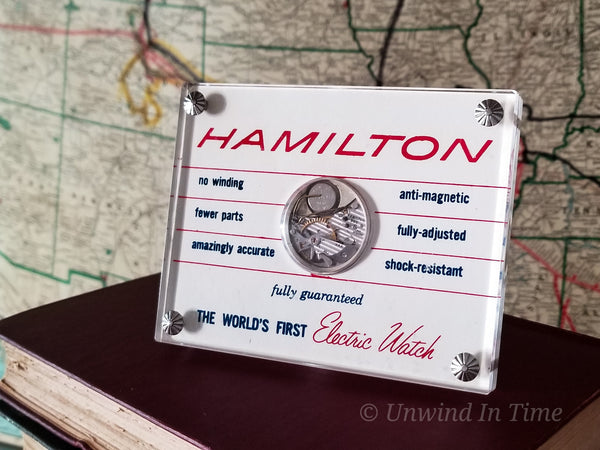 HAMILTON
no winding
fewer parts
amazingly accurate
anti-magnetic
fully-adjusted
shock-resistant
fully guaranteed
THE WORLD'S FIRST Electric Watch
© Unwind In Time